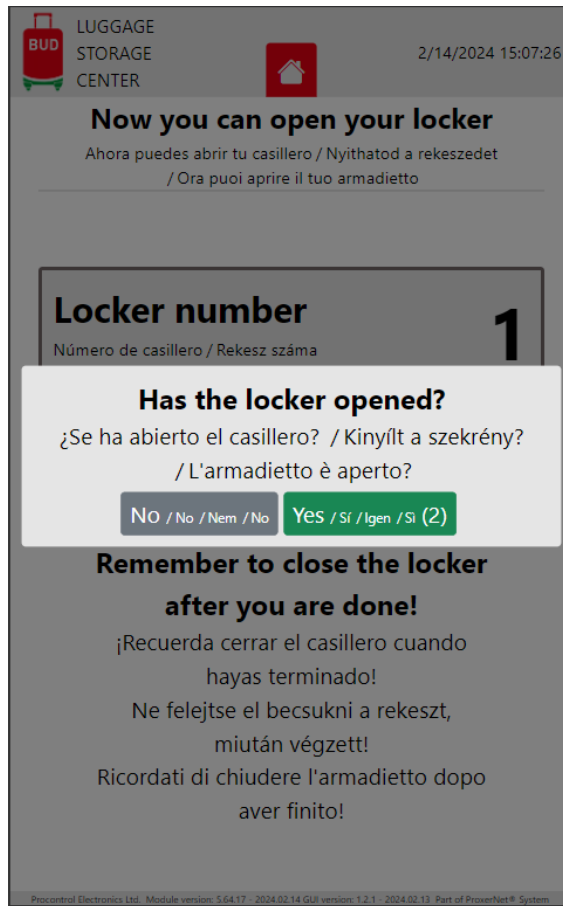 BUD
LUGGAGE
STORAGE
CENTER
2/14/2024 15:07:26
Now you can open your locker
Ahora puedes abrir tu casillero / Nyithatod a rekeszedet
/ Ora puoi aprire il tuo armadietto
Locker number
1
Número de casillero / Rekesz száma
Has the locker opened?
¿Se ha abierto el casillero? / Kinyílt a szekrény?
/ L'armadietto è aperto?
No / No / Nem / No
Yes / Sí / Igen / Sì (2)
Remember to close the locker
after you are done!
¡Recuerda cerrar el casillero cuando
hayas terminado!
Ne felejtse el becsukni a rekeszt,
miután végzett!
Ricordati di chiudere l'armadietto dopo
aver finito!
Procontrol Electronics Ltd. Module version: 5.64.17 - 2024.02.14 GUI version: 1.2.1 - 2024.02.13 Part of ProxerNet® System